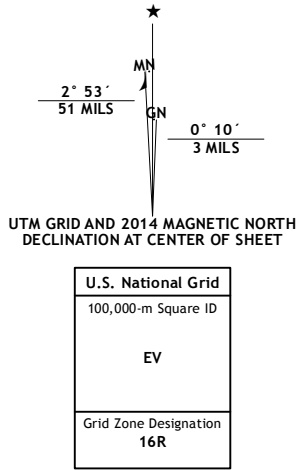 ★
MN
2° 53´
51 MILS
GN
0° 10´
3 MILS
UTM GRID AND 2014 MAGNETIC NORTH
DECLINATION AT CENTER OF SHEET
U.S. National Grid
100,000-m Square ID
EV
Grid Zone Designation
16R